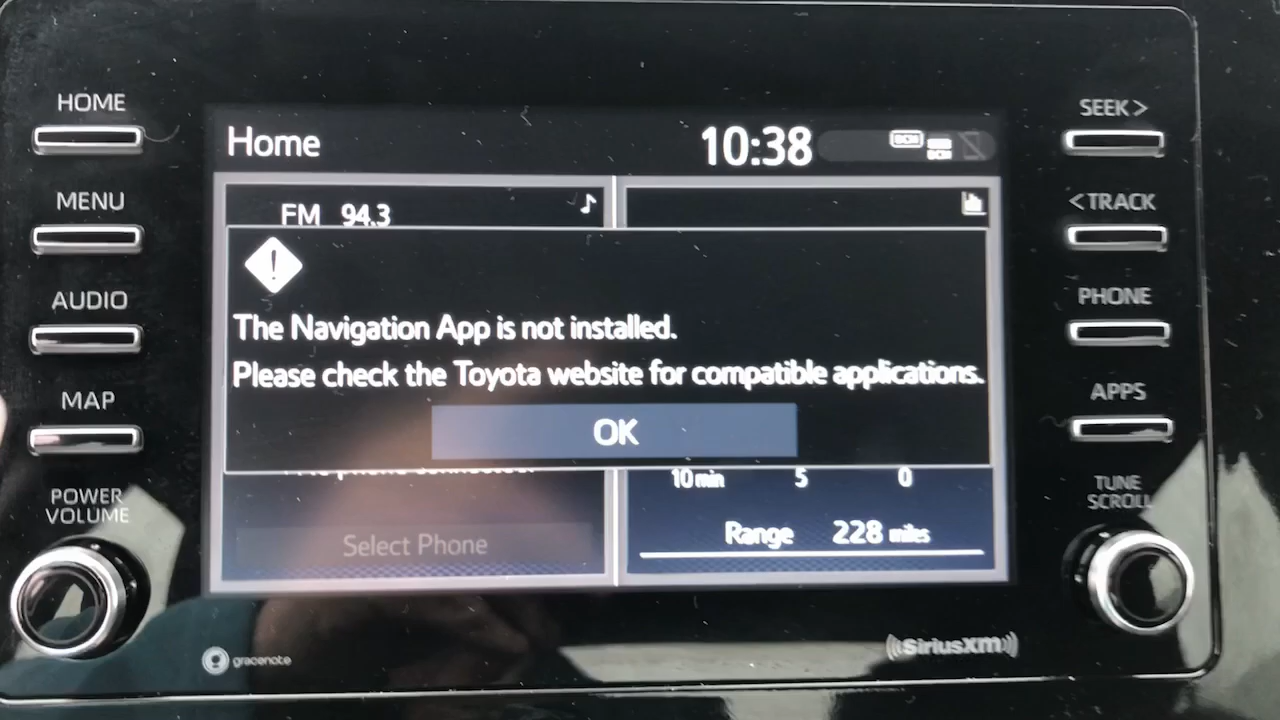 HOME
MENU
AUDIO
MAP
POWER
VOLUME
Home
10:38
DCM
DCM
FM 94.3
The Navigation App is not installed.
Please check the Toyota website for compatible applications.
OK
10 min 5 0
Select Phone
Range 228 miles
gracenote
SiriusXM
SEEK >
< TRACK
PHONE
APPS
TUNE
SCROLL